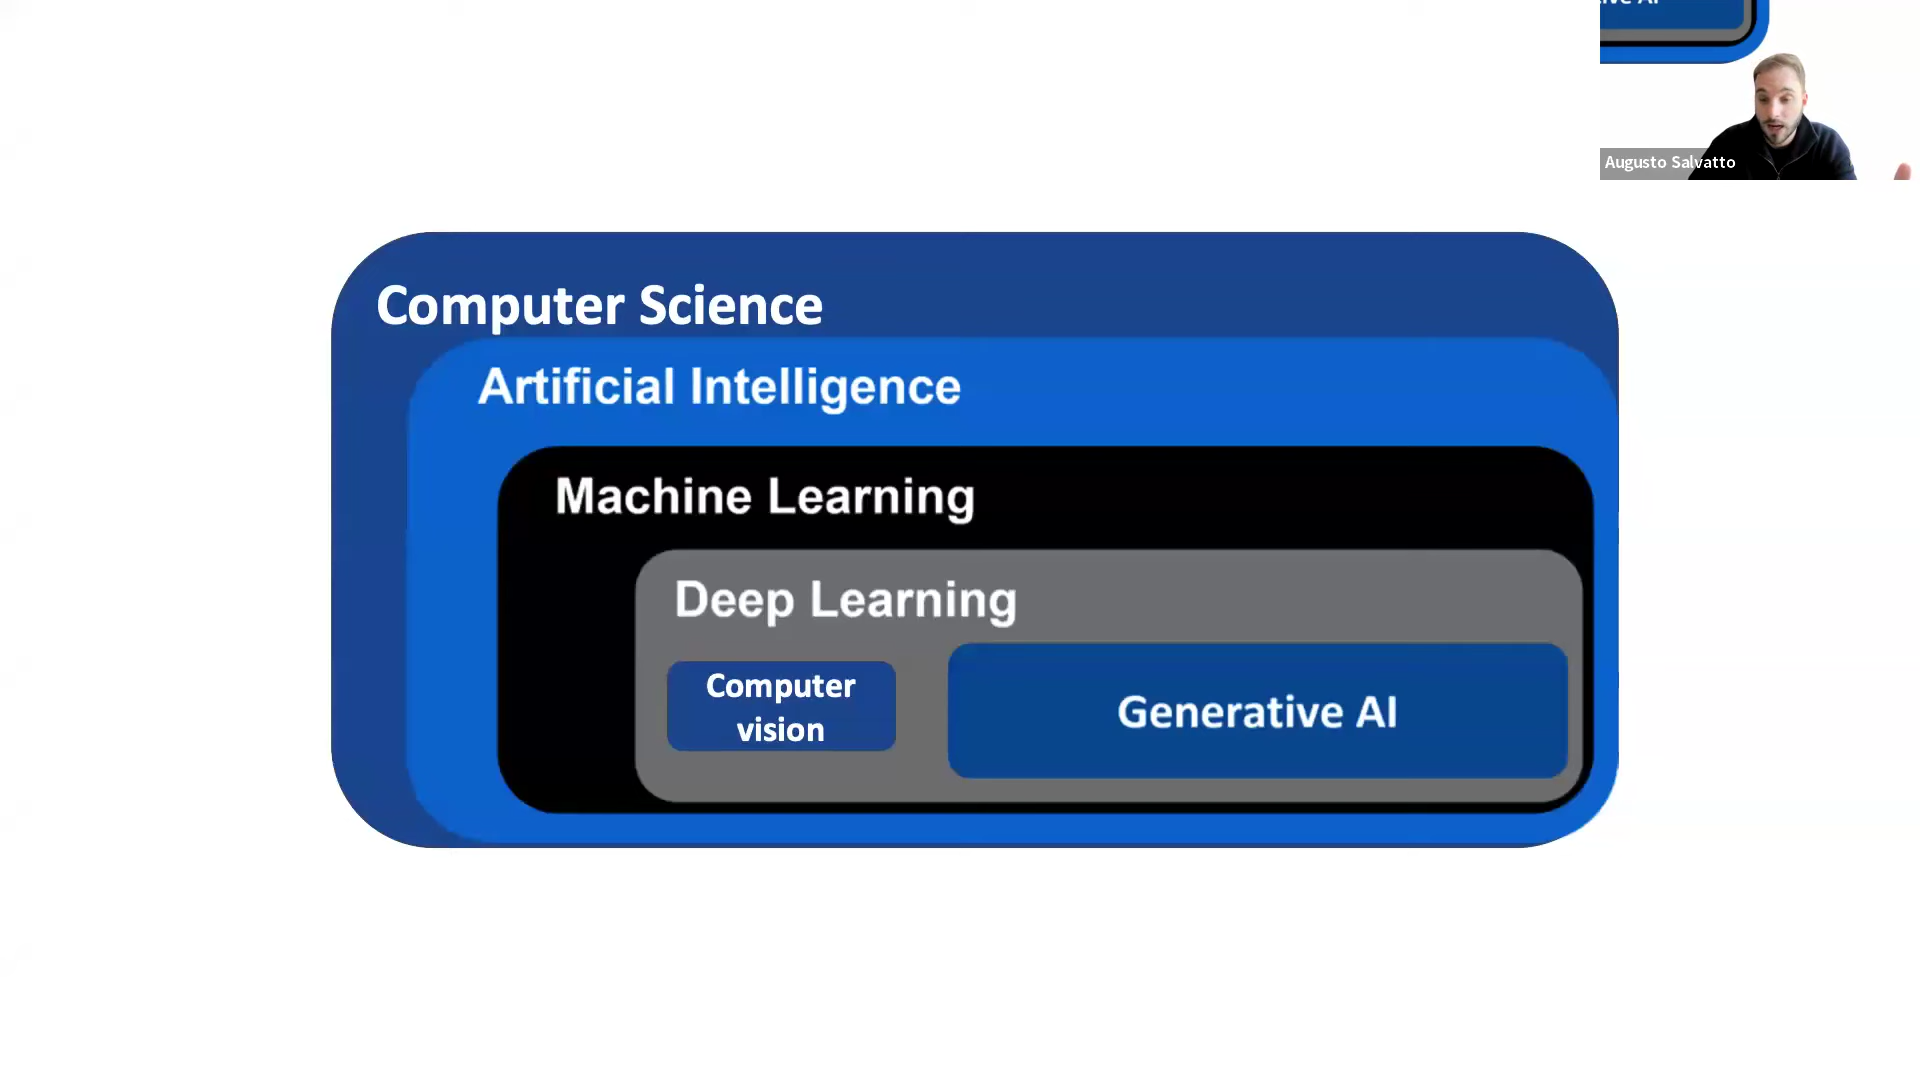 Augusto Salvatto
Computer Science
Artificial Intelligence
Machine Learning
Deep Learning
Computer
vision
Generative AI